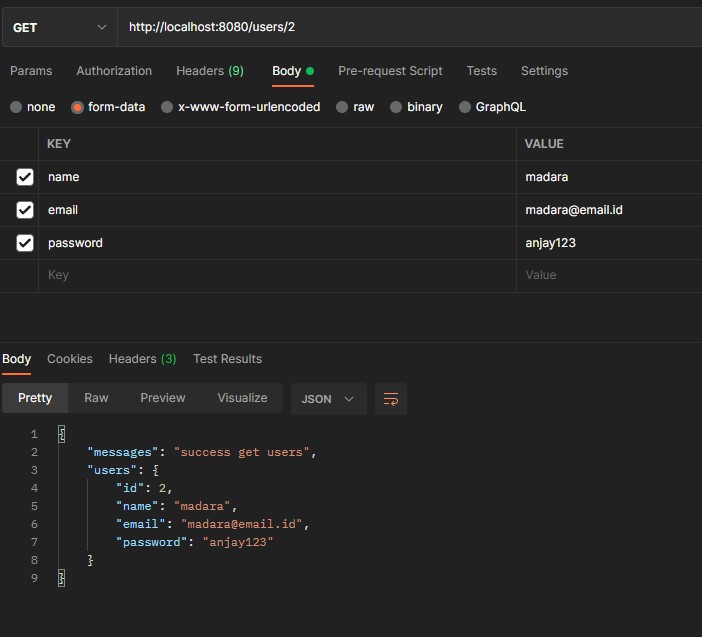 GET http://localhost:8080/users/2
Params Authorization Headers (9) Body Pre-request Script Tests Settings
none form-data x-www-form-urlencoded raw binary GraphQL
KEY VALUE
name madara
email madara@email.id
password anjay123
Key Value
Body Cookies Headers (3) Test Results
Pretty Raw Preview Visualize JSON
1 {
2 "messages": "success get users",
3 "users": {
4 "id": 2,
5 "name": "madara",
6 "email": "madara@email.id",
7 "password": "anjay123"
8 }
9 }